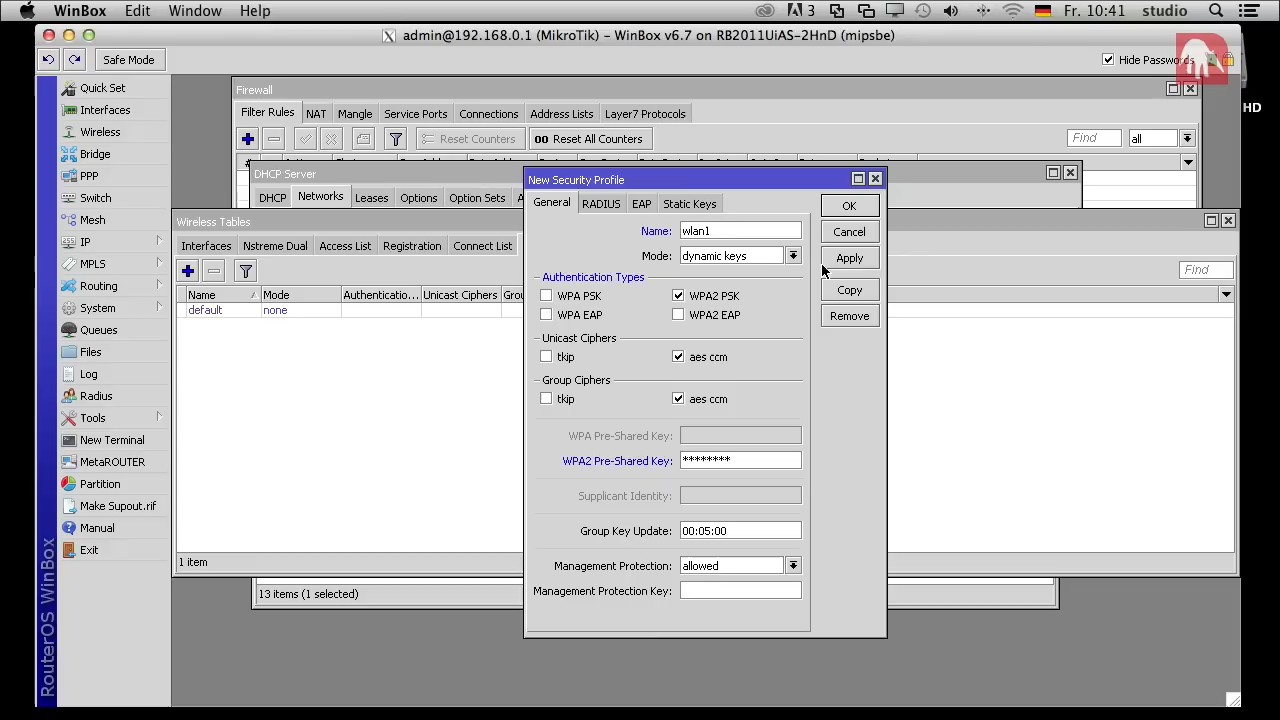 WinBox Edit Window Help 3 Fr. 10:41 studio
admin@192.168.0.1 (MikroTik) - WinBox v6.7 on RB2011UiAS-2HnD (mipsbe)
Safe Mode Hide Passwords
HD
Quick Set
Interfaces
Wireless
Bridge
PPP
Switch
Mesh
IP
MPLS
Routing
System
Queues
Files
Log
Radius
Tools
New Terminal
MetaROUTER
Partition
Make Supout.rif
Manual
Exit
RouterOS WinBox
Firewall
Filter Rules NAT Mangle Service Ports Connections Address Lists Layer7 Protocols
Reset Counters 00 Reset All Counters Find all
#
DHCP Server
DHCP Networks Leases Options Option Sets A
Wireless Tables
Interfaces Nstreme Dual Access List Registration Connect List
Find
Name Mode Authenticatio... Unicast Ciphers Grou
default none
1 item
13 items (1 selected)
New Security Profile
General RADIUS EAP Static Keys
Name: wlan1
Mode: dynamic keys
Authentication Types
WPA PSK WPA2 PSK
WPA EAP WPA2 EAP
Unicast Ciphers
tkip aes ccm
Group Ciphers
tkip aes ccm
WPA Pre-Shared Key:
WPA2 Pre-Shared Key: ********
Supplicant Identity:
Group Key Update: 00:05:00
Management Protection: allowed
Management Protection Key:
OK
Cancel
Apply
Copy
Remove